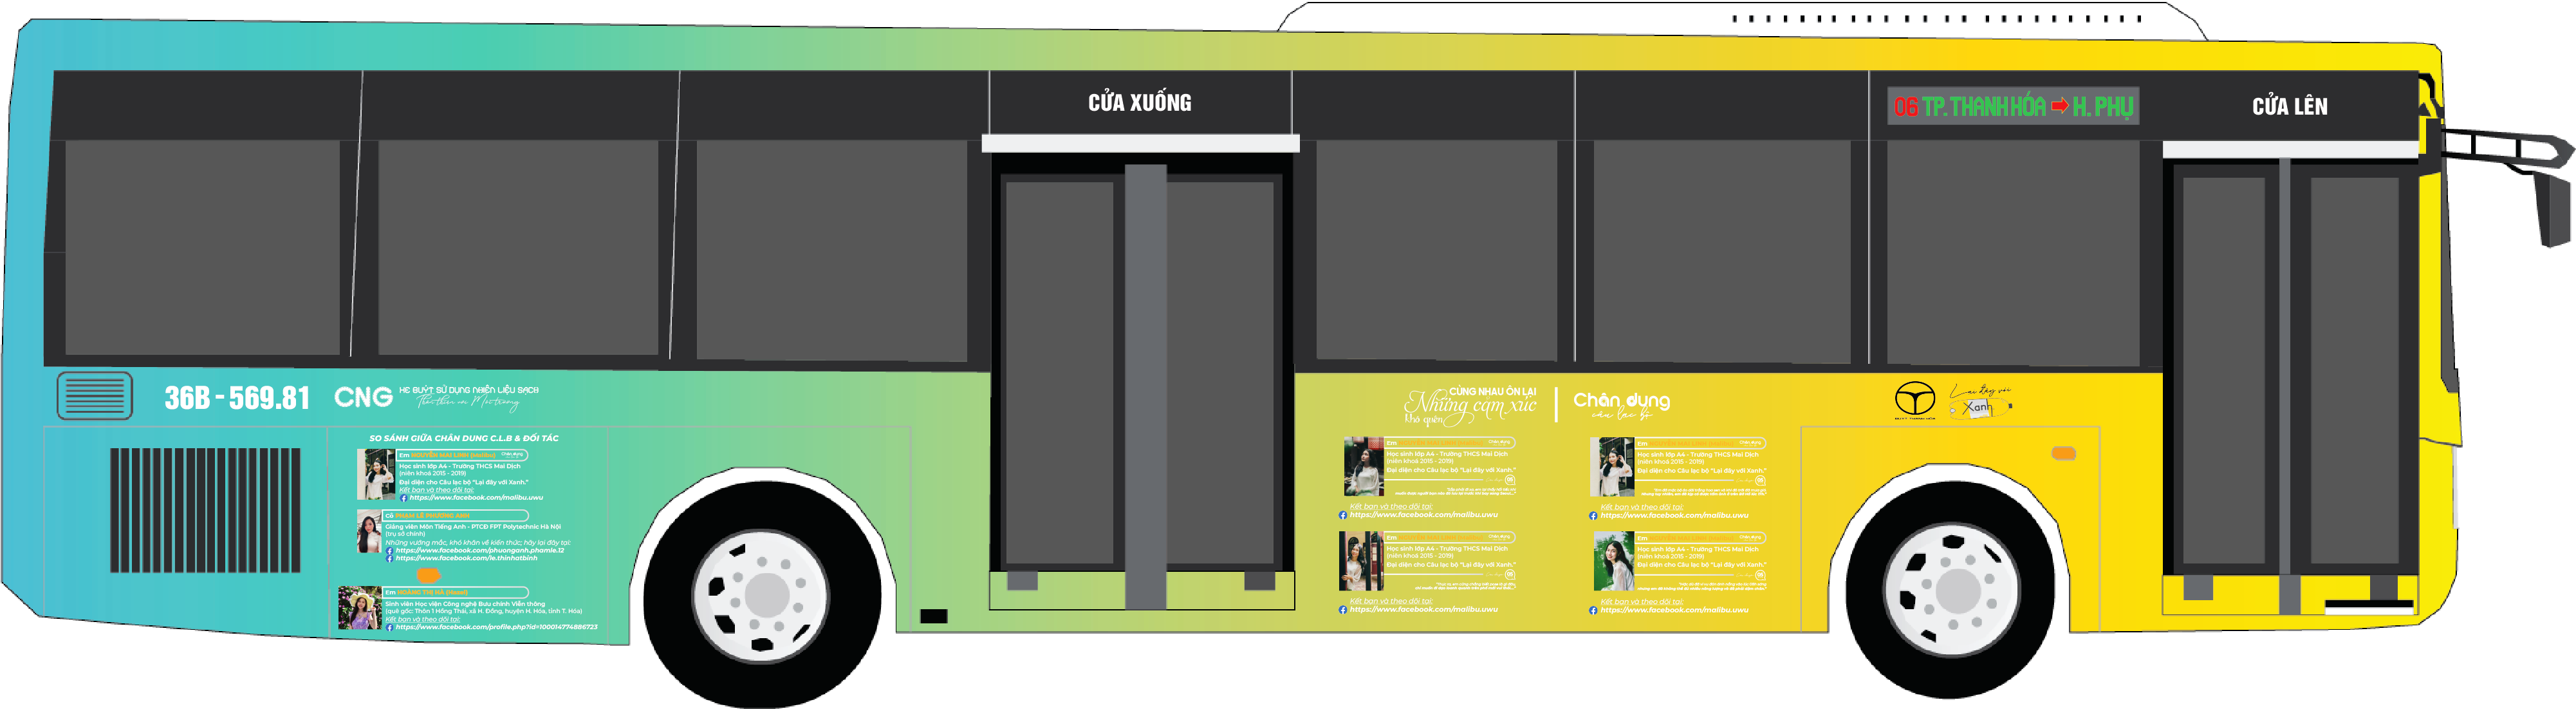 CỬA XUỐNG
06 TP. THANH HÓA ➡ H. PHỤ
CỬA LÊN
36B - 569.81
CNG
HỆ BUÝT SỬ DỤNG NHIÊN LIỆU SẠCH
Thân thiện với Môi trường
SO SÁNH GIỮA CHÂN DUNG C.L.B & ĐỐI TÁC
Em NGUYỄN MAI LINH (Malibu)
Chân dung
Học sinh lớp A4 - Trường THCS Mai Dịch
(niên khoá 2015 - 2019)
Đại diện cho Câu lạc bộ "Lại đây với Xanh."
Kết bạn và theo dõi tại:
https://www.facebook.com/malibu.uwu
Cô PHẠM LÊ PHƯƠNG ANH
Giảng viên Môn Tiếng Anh - PTCĐ FPT Polytechnic Hà Nội
(trụ sở chính)
Những vướng mắc, khó khăn về kiến thức; hãy lại đây tại:
https://www.facebook.com/phuonganh.phamle.12
https://www.facebook.com/le.thinhatbinh
Em HOÀNG THỊ HÀ
Sinh viên Học viện Công nghệ Bưu chính Viễn thông
(quê gốc: Thôn 1 Hồng Thái, xã H. Đồng, huyện H. Hóa, tỉnh T. Hóa)
Kết bạn và theo dõi tại:
https://www.facebook.com/profile.php?id=100014774886723
CÙNG NHAU ÔN LẠI
Những cảm xúc
khó quên
Chân dung
câu lạc bộ
Lại đây với
Xanh
Em
Chân dung
Học sinh lớp A4 - Trường THCS Mai Dịch
(niên khoá 2015 - 2019)
Đại diện cho Câu lạc bộ "Lại đây với Xanh."
Kết bạn và theo dõi tại:
https://www.facebook.com/malibu.uwu
Em
Chân dung
Học sinh lớp A4 - Trường THCS Mai Dịch
(niên khoá 2015 - 2019)
Đại diện cho Câu lạc bộ "Lại đây với Xanh."
Kết bạn và theo dõi tại:
https://www.facebook.com/malibu.uwu
Em
Chân dung
Học sinh lớp A4 - Trường THCS Mai Dịch
(niên khoá 2015 - 2019)
Đại diện cho Câu lạc bộ "Lại đây với Xanh."
Kết bạn và theo dõi tại:
https://www.facebook.com/malibu.uwu
Em
Chân dung
Học sinh lớp A4 - Trường THCS Mai Dịch
(niên khoá 2015 - 2019)
Đại diện cho Câu lạc bộ "Lại đây với Xanh."
Kết bạn và theo dõi tại:
https://www.facebook.com/malibu.uwu